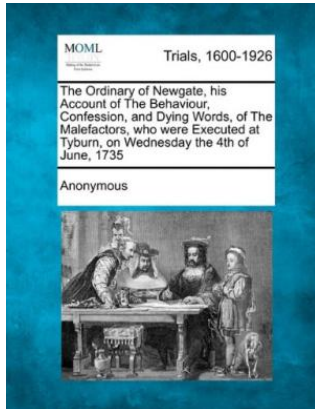 MOML
Trials, 1600-1926
The Ordinary of Newgate, his
Account of The Behaviour,
Confession, and Dying Words, of The
Malefactors, who were Executed at
Tyburn, on Wednesday the 4th of
June, 1735
Anonymous